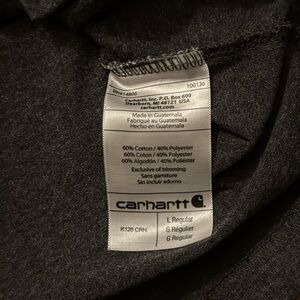 RN#14806 100136
Carhartt, Inc. P.O. Box 600
Dearborn, MI 48121 USA
carhartt.com
Made in Guatemala
Fabriqué au Guatemala
Hecho en Guatemala
60% Cotton / 40% Polyester
60% Coton / 40% Polyester
60% Algodón / 40% Poliéster
Exclusive of trimming
Sans garniture
Sin incluir adorno
carhartt
K128 CRH
L Regular
G Régulier
G Regular